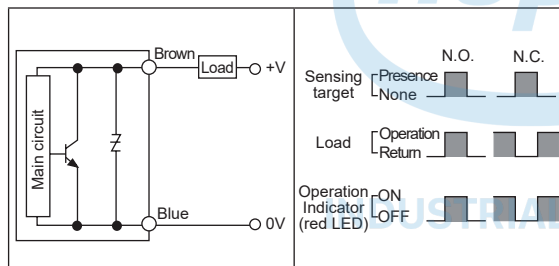 Brown
Load
+V
Main circuit
Blue
0V
N.O.
N.C.
Sensing target
Presence
None
Load
Operation
Return
Operation
Indicator
(red LED)
ON
OFF
INDUSTRIAL